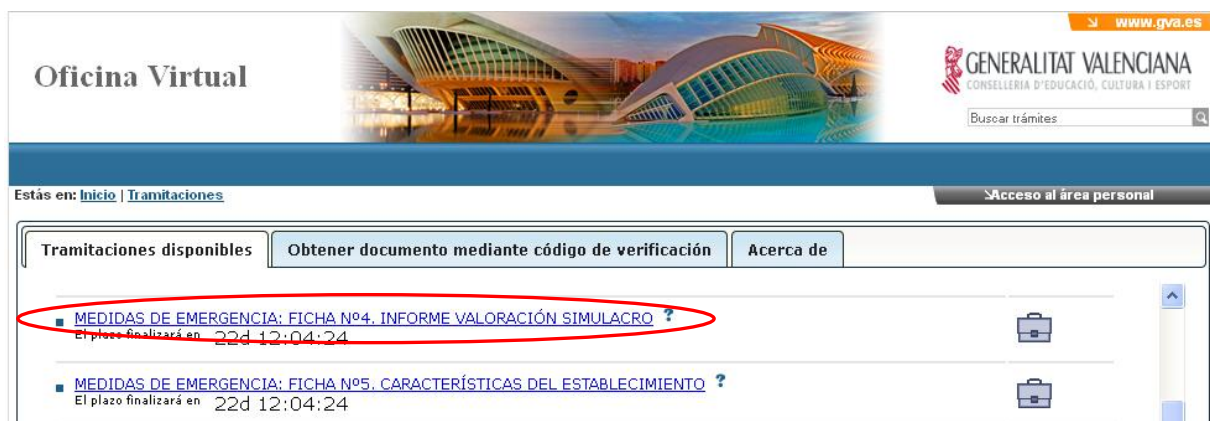 www.gva.es
Oficina Virtual
GENERALITAT VALENCIANA
CONSELLERIA D'EDUCACIÓ, CULTURA I ESPORT
Buscar trámites
Estás en: Inicio | Tramitaciones
Acceso al área personal
Tramitaciones disponibles
Obtener documento mediante código de verificación
Acerca de
MEDIDAS DE EMERGENCIA: FICHA Nº4. INFORME VALORACIÓN SIMULACRO ?
El plazo finalizará en 22d 12:04:24
MEDIDAS DE EMERGENCIA: FICHA Nº5. CARACTERÍSTICAS DEL ESTABLECIMIENTO ?
El plazo finalizará en 22d 12:04:24